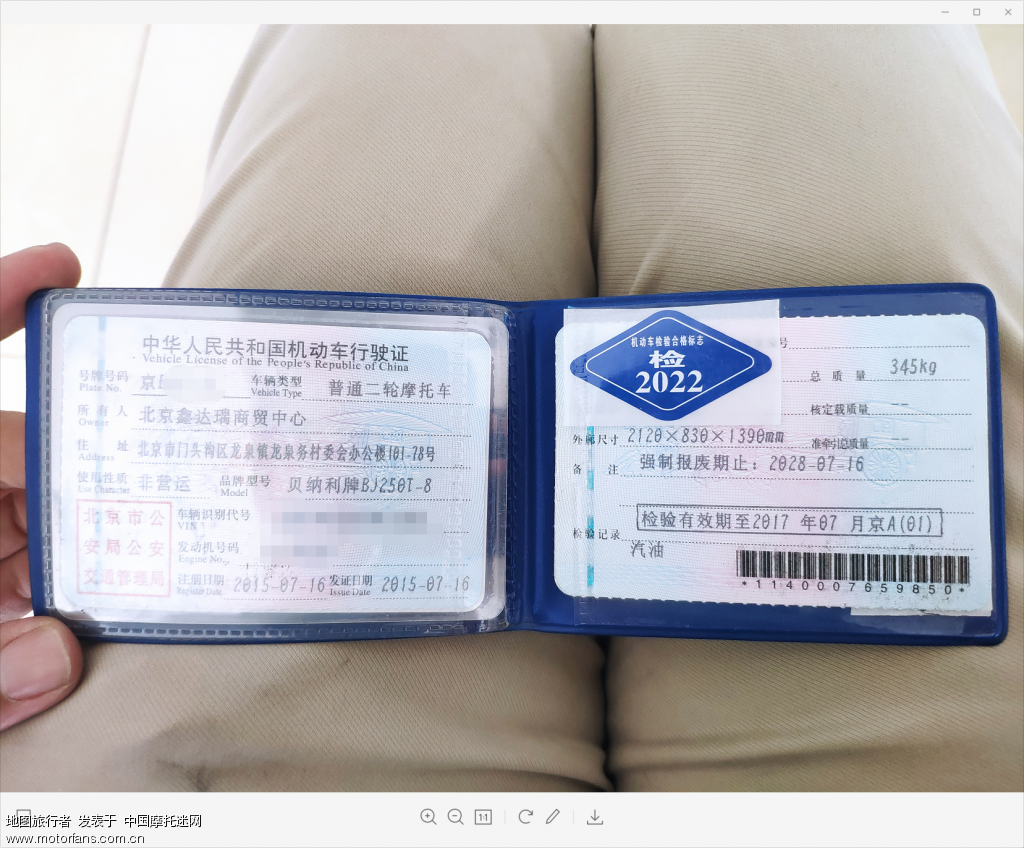 中华人民共和国机动车行驶证
Vehicle License of the People's Republic of China
号牌号码 京 车辆类型 普通二轮摩托车
Plate No. Vehicle Type
所有人 北京鑫达瑞商贸中心
Owner
住址 北京市门头沟区龙泉镇龙泉务村委会办公楼101-78号
Address
使用性质 非营运 品牌型号 贝纳利牌BJ250T-8
Use Character Model
北京市公
安局公安
交通管理局
车辆识别代号
VIN
发动机号码
Engine No.
注册日期 2015-07-16 发证日期 2015-07-16
Register Date Issue Date
机动车检验合格标志
检
2022
号
总质量 345kg
核定载质量 --
外廓尺寸 2120×830×1390mm 准牵引总质量 --
备注 强制报废期止：2028-07-16
检验有效期至2017 年07 月京A(01)
检验记录
汽油
*1140007659850*
1:1
地图旅行者 发表于 中国摩托迷网
www.motorfans.com.cn